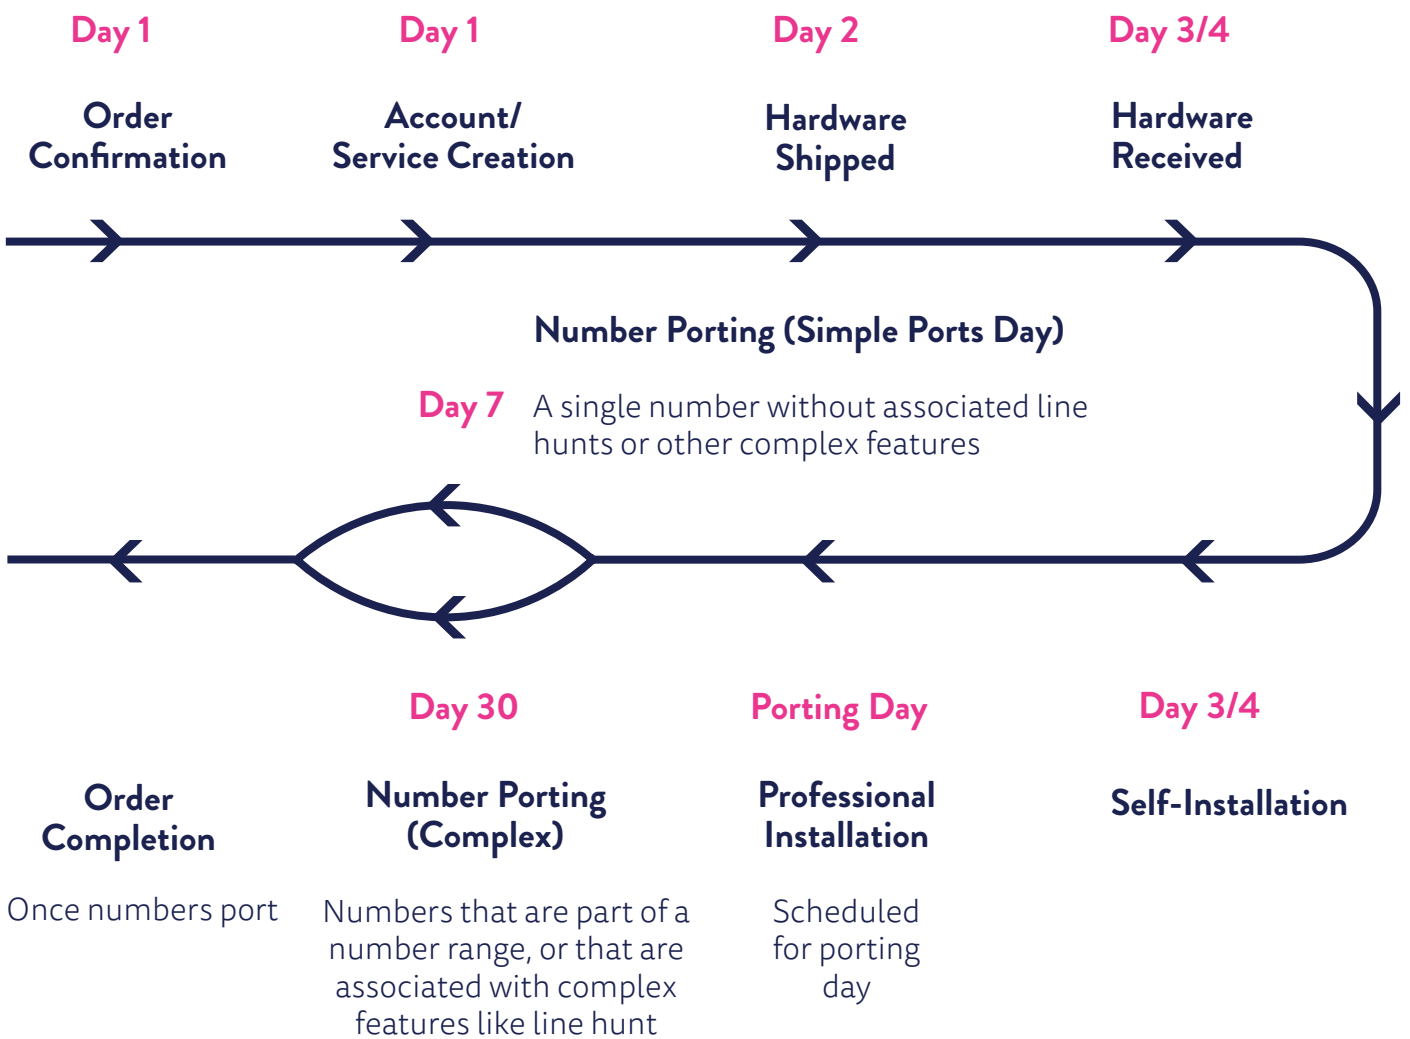 Day 1
Order
Confirmation
Day 1
Account/
Service Creation
Day 2
Hardware
Shipped
Day 3/4
Hardware
Received
Number Porting (Simple Ports Day)
Day 7
A single number without associated line
hunts or other complex features
Day 3/4
Self-Installation
Porting Day
Professional
Installation
Scheduled
for porting
day
Day 30
Number Porting
(Complex)
Numbers that are part of a
number range, or that are
associated with complex
features like line hunt
Order
Completion
Once numbers port